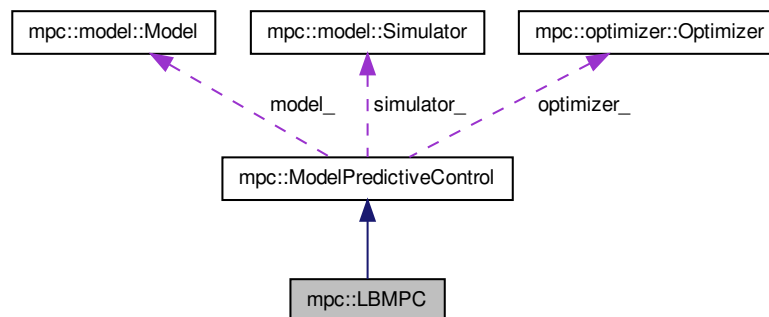 mpc::model::Model
mpc::model::Simulator
mpc::optimizer::Optimizer
model_
simulator_
optimizer_
mpc::ModelPredictiveControl
mpc::LBMPC